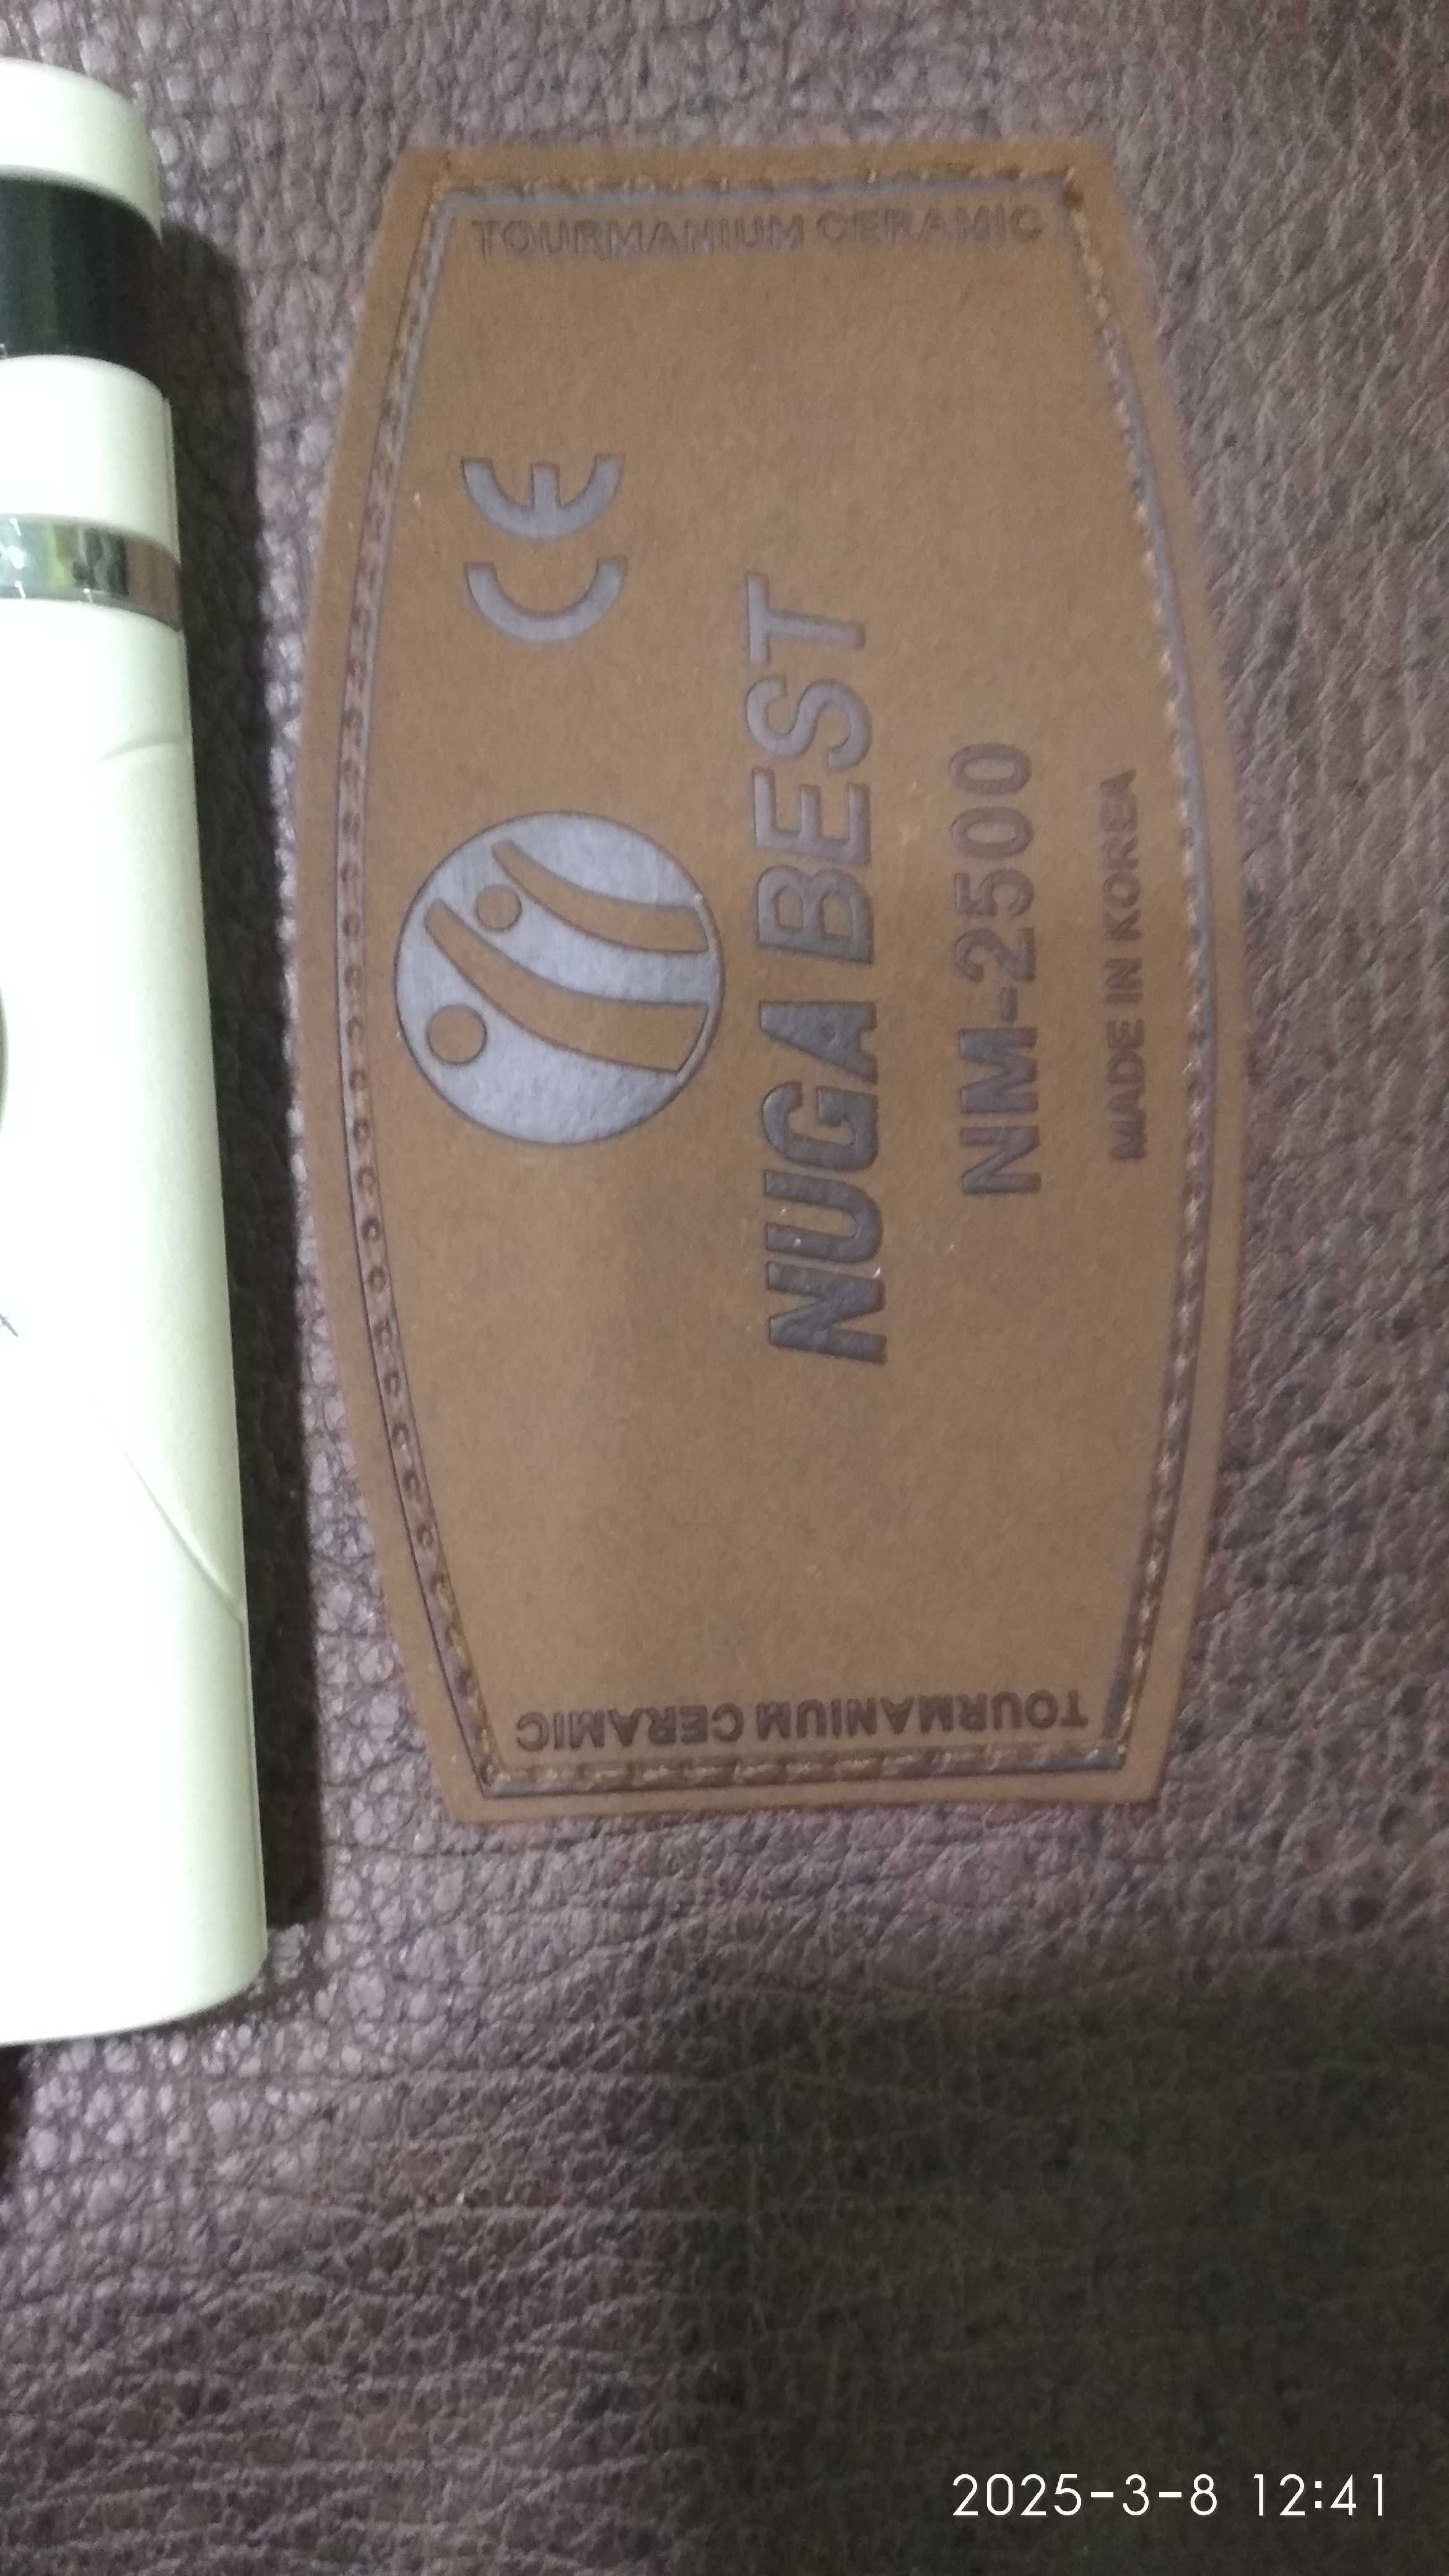 TOURMANIUM CERAMIC
CE
NUGA BEST
NM-2500
MADE IN KOREA
TOURMANIUM CERAMIC
2025-3-8 12:41